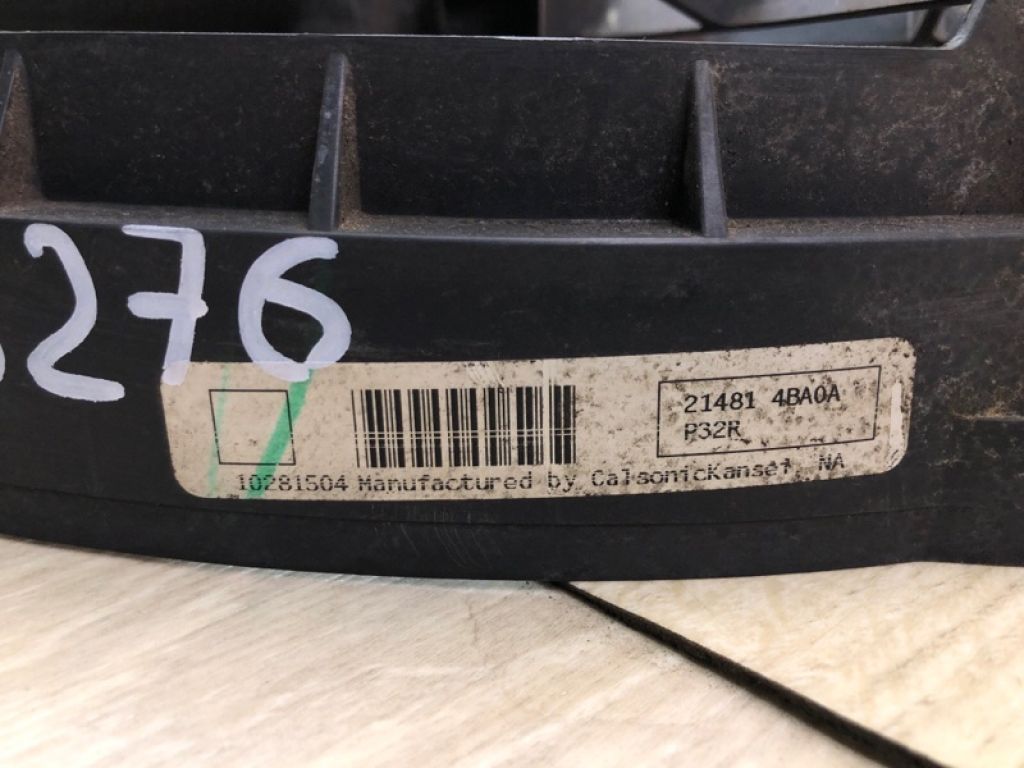 276
21481 4BA0A
P32R
10281504 Manufactured by CalsonicKansei, NA